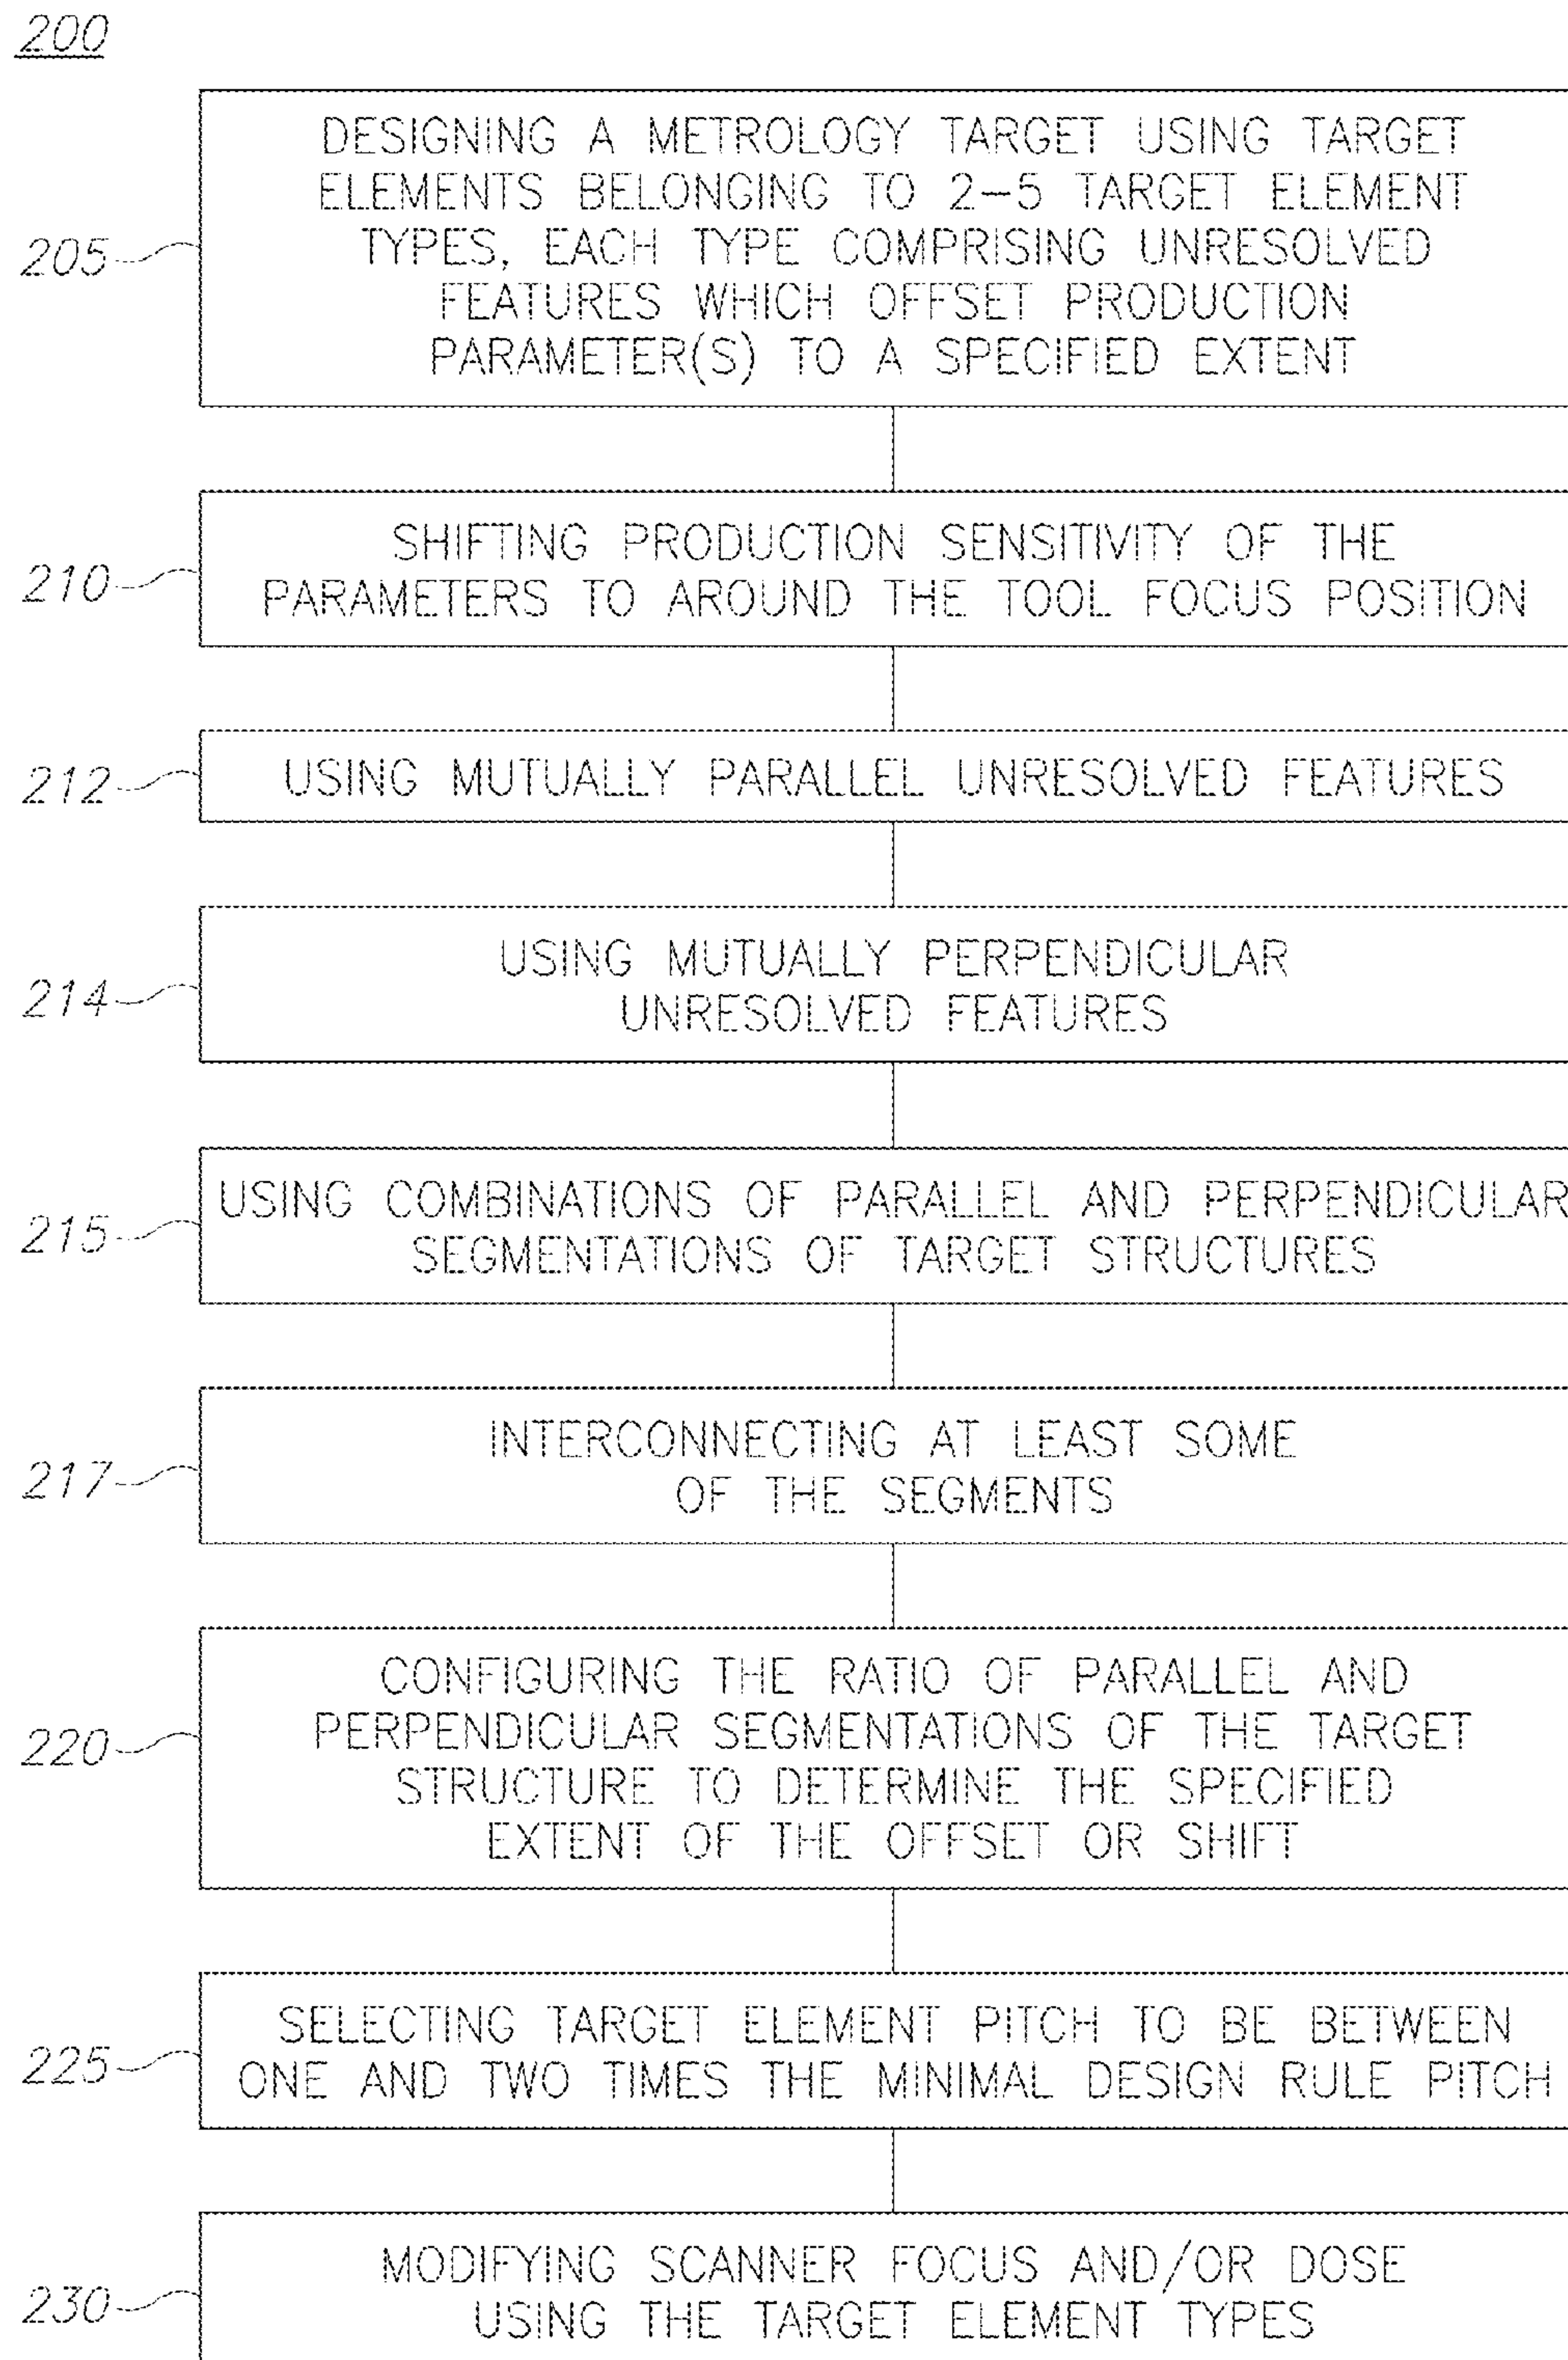 200
DESIGNING A METROLOGY TARGET USING TARGET
ELEMENTS BELONGING TO 2–5 TARGET ELEMENT
TYPES, EACH TYPE COMPRISING UNRESOLVED
FEATURES WHICH OFFSET PRODUCTION
PARAMETER(S) TO A SPECIFIED EXTENT
205
SHIFTING PRODUCTION SENSITIVITY OF THE
PARAMETERS TO AROUND THE TOOL FOCUS POSITION
210
USING MUTUALLY PARALLEL UNRESOLVED FEATURES
212
USING MUTUALLY PERPENDICULAR
UNRESOLVED FEATURES
214
USING COMBINATIONS OF PARALLEL AND PERPENDICULAR
SEGMENTATIONS OF TARGET STRUCTURES
215
INTERCONNECTING AT LEAST SOME
OF THE SEGMENTS
217
CONFIGURING THE RATIO OF PARALLEL AND
PERPENDICULAR SEGMENTATIONS OF THE TARGET
STRUCTURE TO DETERMINE THE SPECIFIED
EXTENT OF THE OFFSET OR SHIFT
220
SELECTING TARGET ELEMENT PITCH TO BE BETWEEN
ONE AND TWO TIMES THE MINIMAL DESIGN RULE PITCH
225
MODIFYING SCANNER FOCUS AND/OR DOSE
USING THE TARGET ELEMENT TYPES
230